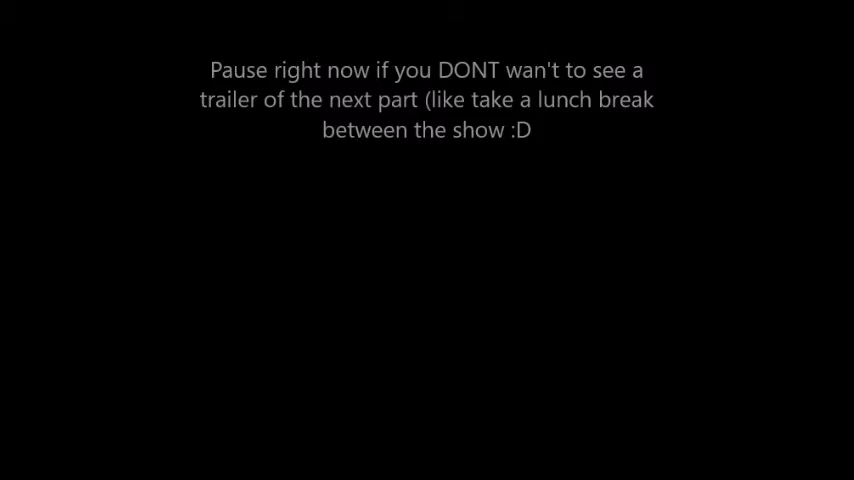 Pause right now if you DONT wan't to see a
trailer of the next part (like take a lunch break
between the show :D